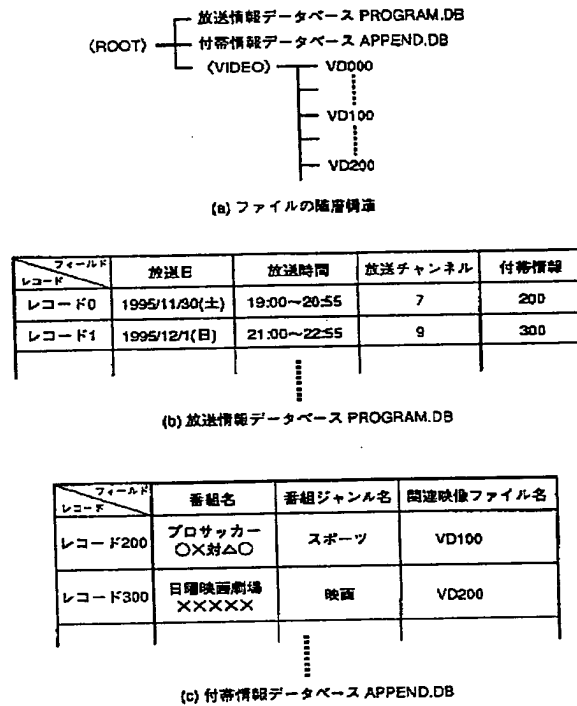 放送情報データベース PROGRAM.DB
〈ROOT〉 付帯情報データベース APPEND.DB
〈VIDEO〉 VD000
VD100
VD200
(a) ファイルの階層構造
フィールド
レコード 放送日 放送時間 放送チャンネル 付帯情報
レコード0 1995/11/30(土) 19:00〜20:55 7 200
レコード1 1995/12/1(日) 21:00〜22:55 9 300
(b) 放送情報データベース PROGRAM.DB
フィールド
レコード 番組名 番組ジャンル名 関連映像ファイル名
レコード200 プロサッカー
○×対△○ スポーツ VD100
レコード300 日曜映画劇場
××××× 映画 VD200
(c) 付帯情報データベース APPEND.DB